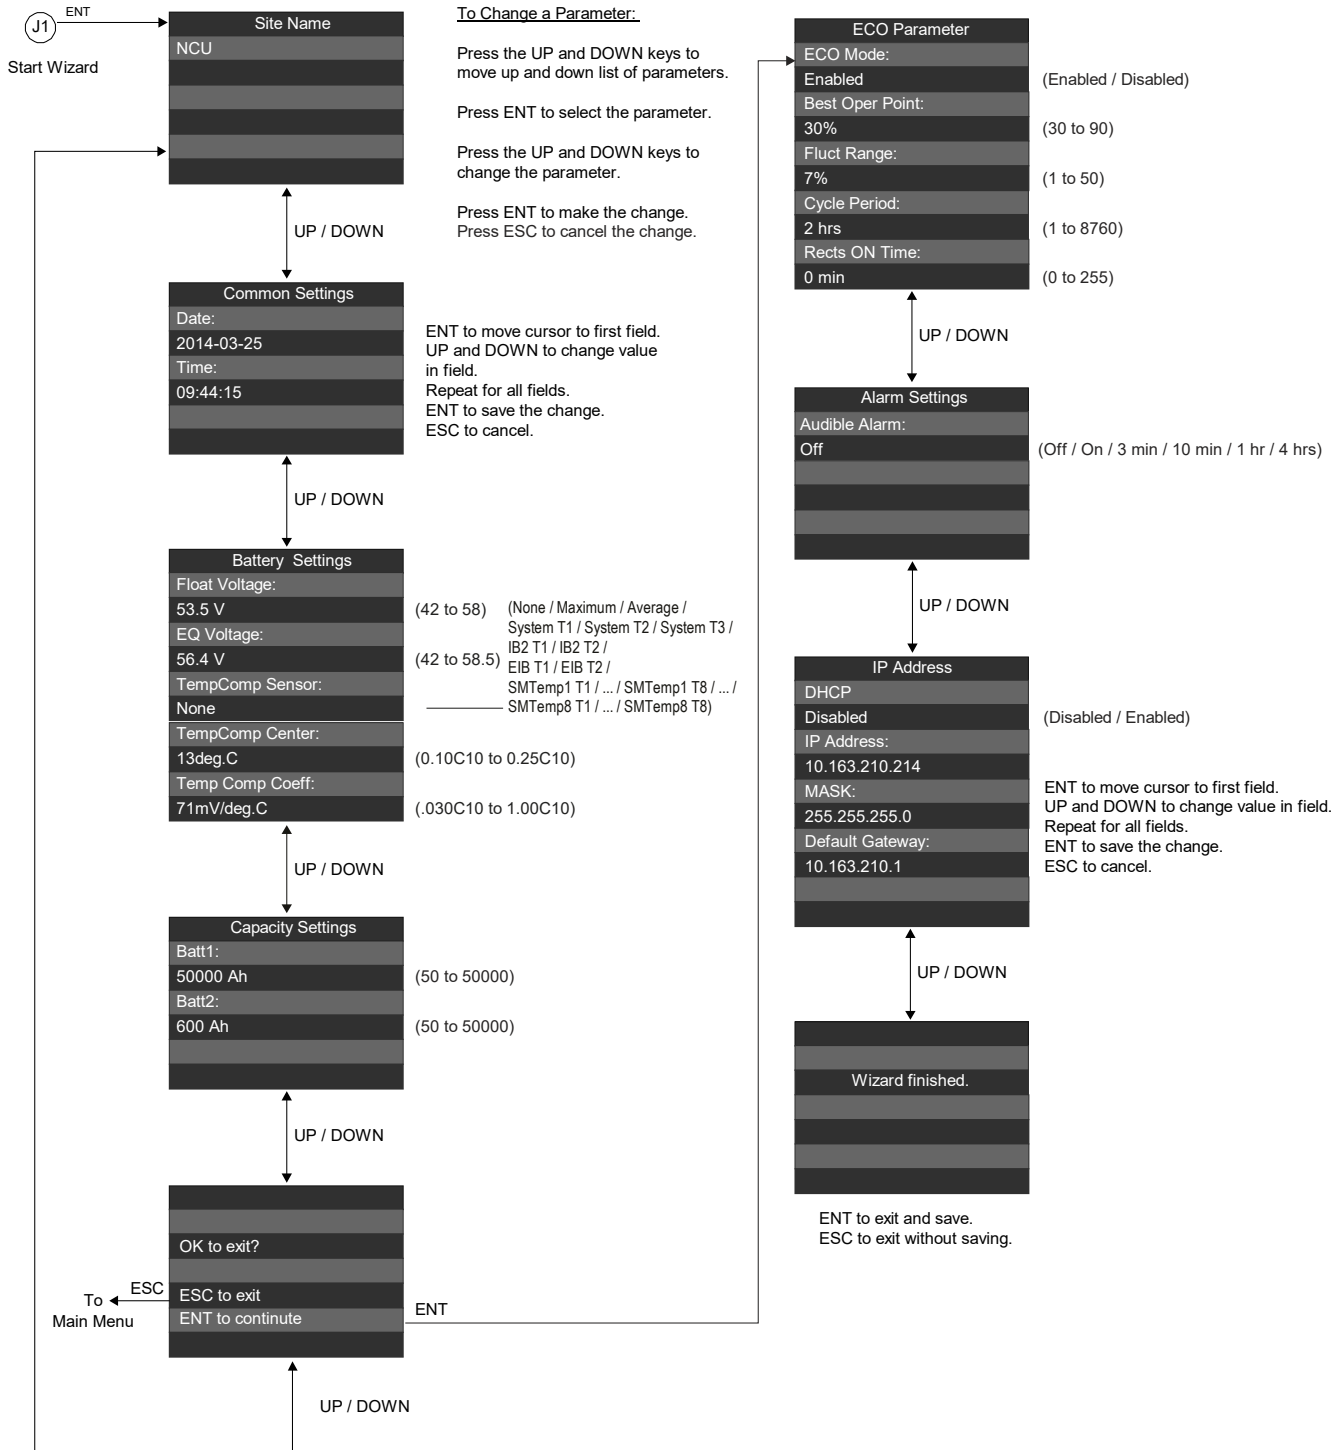 J1
ENT
Start Wizard
Site Name
NCU
UP / DOWN
To Change a Parameter:
Press the UP and DOWN keys to
move up and down list of parameters.
Press ENT to select the parameter.
Press the UP and DOWN keys to
change the parameter.
Press ENT to make the change.
Press ESC to cancel the change.
Common Settings
Date:
2014-03-25
Time:
09:44:15
ENT to move cursor to first field.
UP and DOWN to change value
in field.
Repeat for all fields.
ENT to save the change.
ESC to cancel.
UP / DOWN
Battery Settings
Float Voltage:
53.5 V
(42 to 58)
EQ Voltage:
56.4 V
(42 to 58.5)
TempComp Sensor:
None
(None / Maximum / Average /
System T1 / System T2 / System T3 /
IB2 T1 / IB2 T2 /
EIB T1 / EIB T2 /
SMTemp1 T1 / ... / SMTemp1 T8 / ... /
SMTemp8 T1 / ... / SMTemp8 T8)
TempComp Center:
13deg.C
(0.10C10 to 0.25C10)
Temp Comp Coeff:
71mV/deg.C
(.030C10 to 1.00C10)
UP / DOWN
Capacity Settings
Batt1:
50000 Ah
(50 to 50000)
Batt2:
600 Ah
(50 to 50000)
UP / DOWN
OK to exit?
ESC to exit
ENT to continute
ESC
To
Main Menu
ENT
UP / DOWN
ECO Parameter
ECO Mode:
Enabled
(Enabled / Disabled)
Best Oper Point:
30%
(30 to 90)
Fluct Range:
7%
(1 to 50)
Cycle Period:
2 hrs
(1 to 8760)
Rects ON Time:
0 min
(0 to 255)
UP / DOWN
Alarm Settings
Audible Alarm:
Off
(Off / On / 3 min / 10 min / 1 hr / 4 hrs)
UP / DOWN
IP Address
DHCP
Disabled
(Disabled / Enabled)
IP Address:
10.163.210.214
MASK:
255.255.255.0
Default Gateway:
10.163.210.1
ENT to move cursor to first field.
UP and DOWN to change value in field.
Repeat for all fields.
ENT to save the change.
ESC to cancel.
UP / DOWN
Wizard finished.
ENT to exit and save.
ESC to exit without saving.